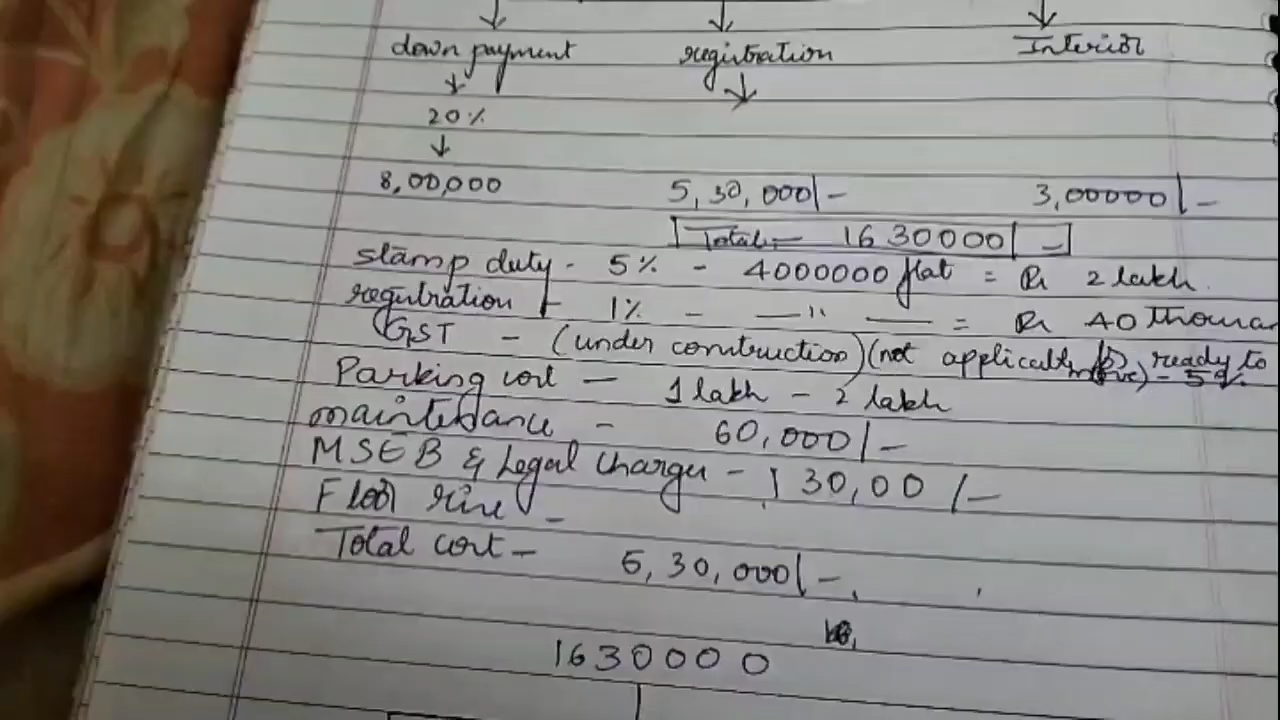 down payment registration Interior
20%
8,00,000 5,30,000/- 3,00000/-
Total - 1630000/-
stamp duty - 5% - 4000000 flat = Rs 2 lakh
registration - 1% - —"— = Rs 40 thousan
GST - (under construction) (not applicable ready to move) - 5%
Parking cost - 1 lakh - 2 lakh
maintenance - 60,000/-
MSEB & Legal Charges - 1 30,00 /-
Floor rise -
Total cost - 5,30,000/-
1630000